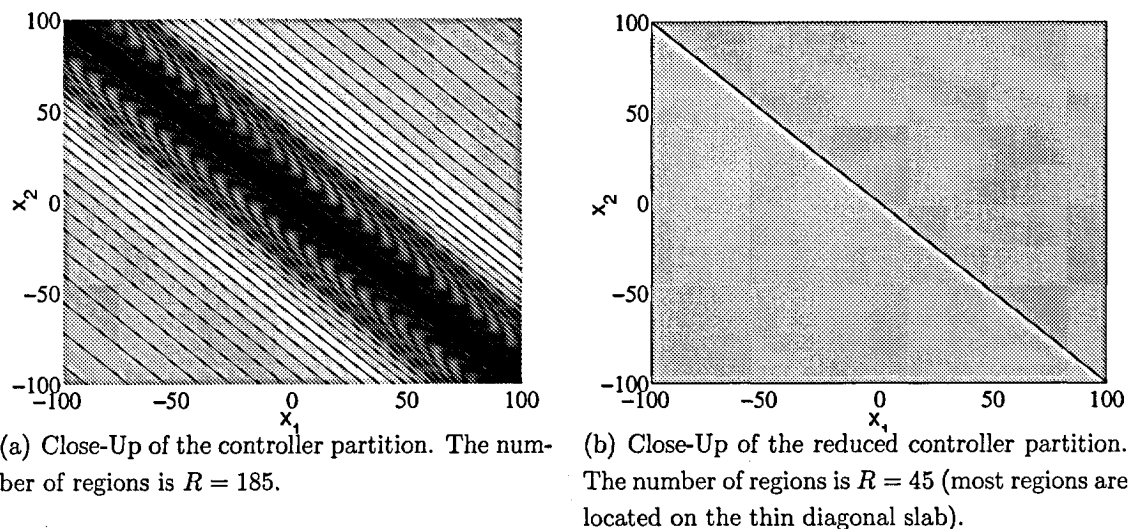 100
50
0
−50
−100
x2
−100
−50
0
50
100
x1
(a) Close-Up of the controller partition. The num-
ber of regions is R = 185.
100
50
0
−50
−100
x2
−100
−50
0
50
100
x1
(b) Close-Up of the reduced controller partition.
The number of regions is R = 45 (most regions are
located on the thin diagonal slab).